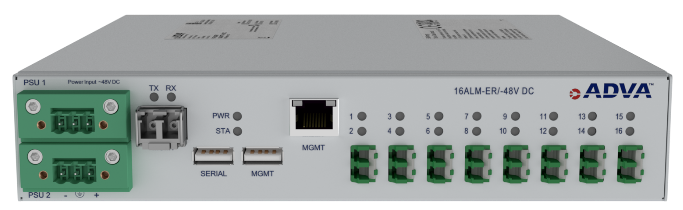 PSU 1
Power Input -48V DC
TX RX
PWR
STA
SERIAL
MGMT
MGMT
16ALM-ER/-48V DC
ADVA™
1 3 5 7 9 11 13 15
2 4 6 8 10 12 14 16
PSU 2 - +